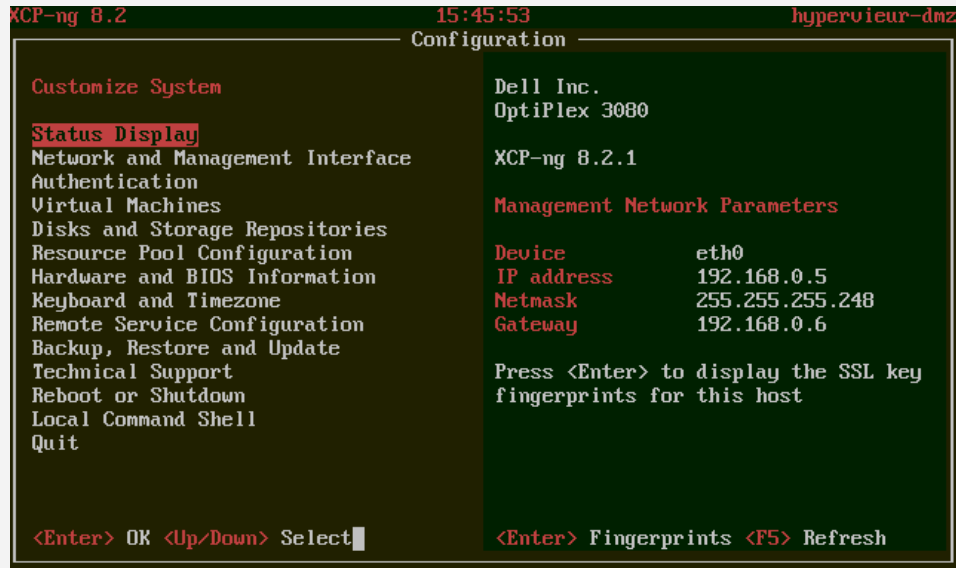 XCP-ng 8.2 15:45:53 hypervieur-dmz
Configuration
Customize System
Status Display
Network and Management Interface
Authentication
Virtual Machines
Disks and Storage Repositories
Resource Pool Configuration
Hardware and BIOS Information
Keyboard and Timezone
Remote Service Configuration
Backup, Restore and Update
Technical Support
Reboot or Shutdown
Local Command Shell
Quit
<Enter> OK <Up/Down> Select
Dell Inc.
OptiPlex 3080
XCP-ng 8.2.1
Management Network Parameters
Device eth0
IP address 192.168.0.5
Netmask 255.255.255.248
Gateway 192.168.0.6
Press <Enter> to display the SSL key
fingerprints for this host
<Enter> Fingerprints <F5> Refresh